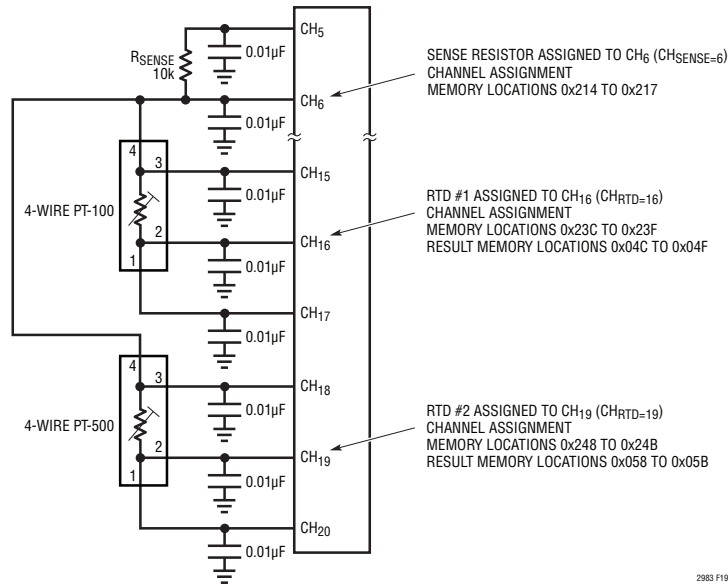 CH5
0.01µF
RSENSE
10k
SENSE RESISTOR ASSIGNED TO CH6 (CHSENSE=6)
CHANNEL ASSIGNMENT
MEMORY LOCATIONS 0x214 TO 0x217
CH6
0.01µF
4
3
CH15
0.01µF
4-WIRE PT-100
RTD #1 ASSIGNED TO CH16 (CHRTD=16)
CHANNEL ASSIGNMENT
MEMORY LOCATIONS 0x23C TO 0x23F
RESULT MEMORY LOCATIONS 0x04C TO 0x04F
2
CH16
1
0.01µF
CH17
0.01µF
4
3
CH18
0.01µF
4-WIRE PT-500
RTD #2 ASSIGNED TO CH19 (CHRTD=19)
CHANNEL ASSIGNMENT
MEMORY LOCATIONS 0x248 TO 0x24B
RESULT MEMORY LOCATIONS 0x058 TO 0x05B
2
CH19
1
0.01µF
CH20
0.01µF
2983 F19